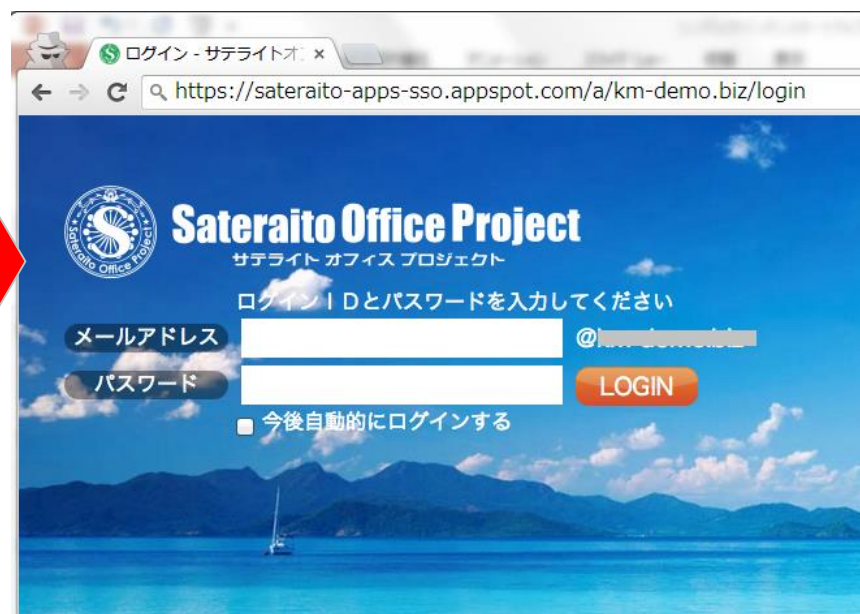 ログイン - サテライトオ
https://sateraito-apps-sso.appspot.com/a/km-demo.biz/login
Sateraito Office Project
Sateraito Office Project
サテライト オフィス プロジェクト
ログインIDとパスワードを入力してください
メールアドレス @
パスワード LOGIN
今後自動的にログインする